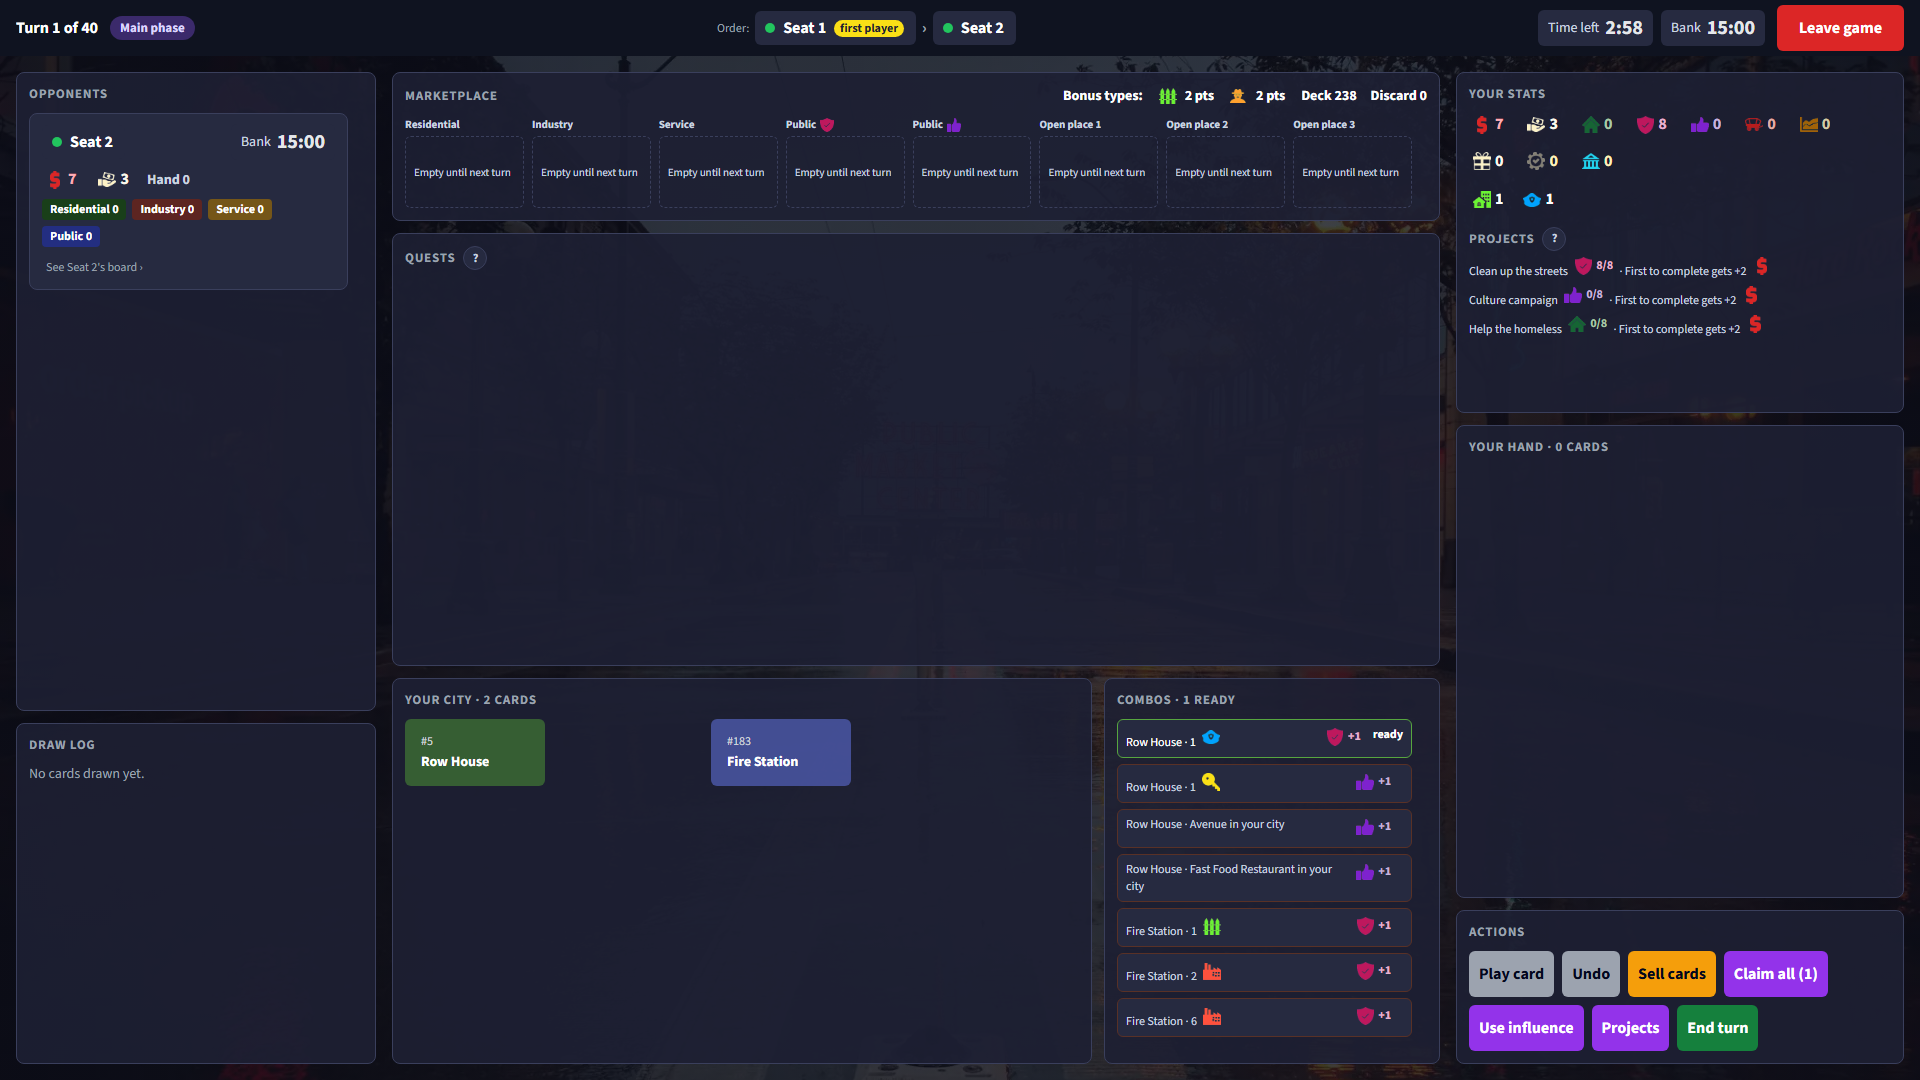 Turn 1 of 40 Main phase
Order: Seat 1 first player › Seat 2
Time left 2:58 Bank 15:00 Leave game
OPPONENTS
Seat 2 Bank 15:00
7 3 Hand 0
Residential 0 Industry 0 Service 0
Public 0
See Seat 2's board ›
DRAW LOG
No cards drawn yet.
MARKETPLACE
Bonus types: 2 pts 2 pts Deck 238 Discard 0
Residential Industry Service Public Public Open place 1 Open place 2 Open place 3
Empty until next turn Empty until next turn Empty until next turn Empty until next turn Empty until next turn Empty until next turn Empty until next turn Empty until next turn
QUESTS ?
YOUR CITY · 2 CARDS
#5
Row House
#183
Fire Station
COMBOS · 1 READY
Row House · 1 +1 ready
Row House · 1 +1
Row House · Avenue in your city +1
Row House · Fast Food Restaurant in your +1
city
Fire Station · 1 +1
Fire Station · 2 +1
Fire Station · 6 +1
YOUR STATS
7 3 0 8 0 0 0
0 0 0
1 1
PROJECTS ?
Clean up the streets 8/8 · First to complete gets +2
Culture campaign 0/8 · First to complete gets +2
Help the homeless 0/8 · First to complete gets +2
YOUR HAND · 0 CARDS
ACTIONS
Play card Undo Sell cards Claim all (1)
Use influence Projects End turn